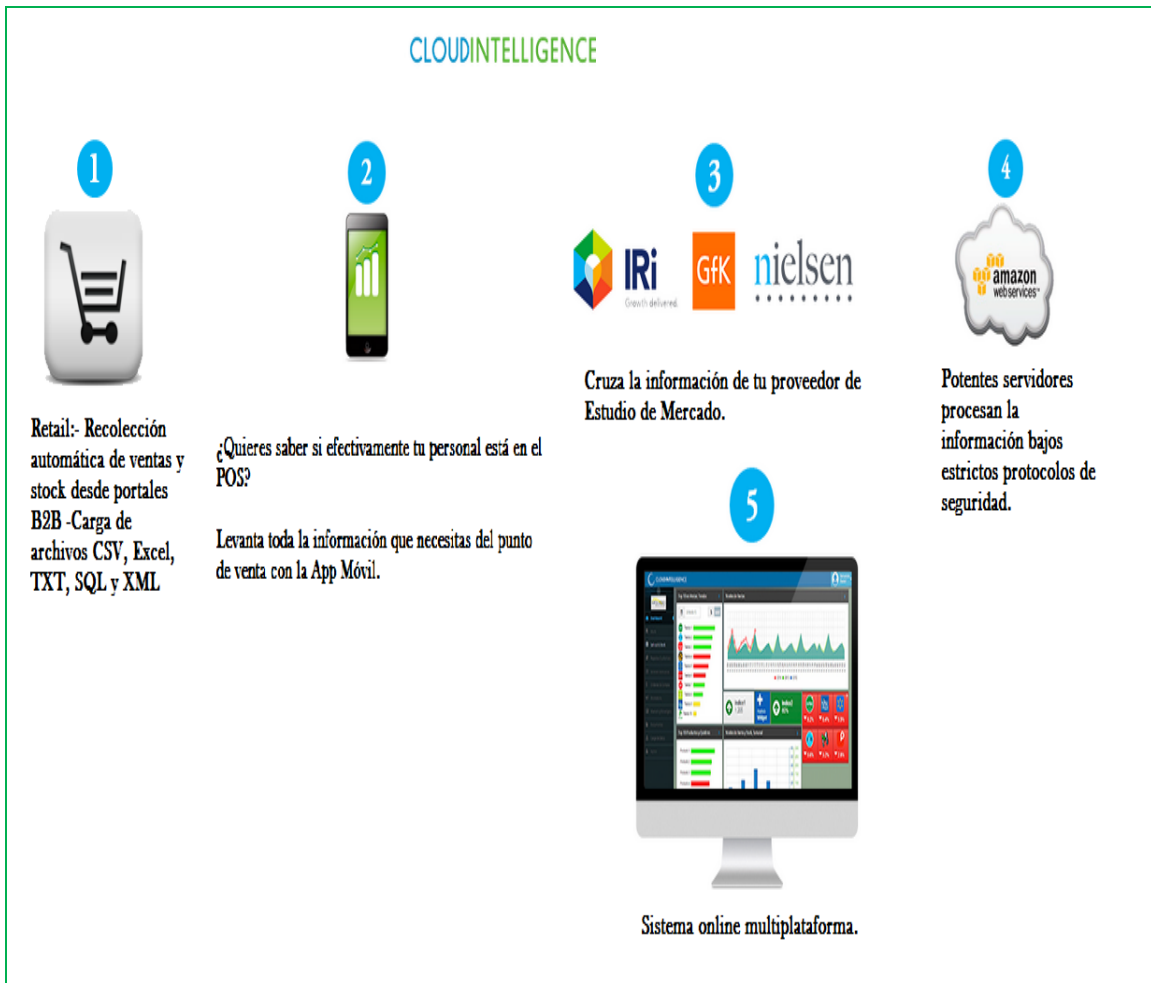 CLOUDINTELLIGENCE
1
Retail:- Recolección
automática de ventas y
stock desde portales
B2B -Carga de
archivos CSV, Excel,
TXT, SQL y XML
2
¿Quieres saber si efectivamente tu personal está en el
POS?
Levanta toda la información que necesitas del punto
de venta con la App Móvil.
3
IRi
Growth delivered.
GfK
nielsen
Cruza la información de tu proveedor de
Estudio de Mercado.
4
amazon
webservices™
Potentes servidores
procesan la
información bajos
estrictos protocolos de
seguridad.
5
CLOUDINTELLIGENCE
Sistema online multiplataforma.